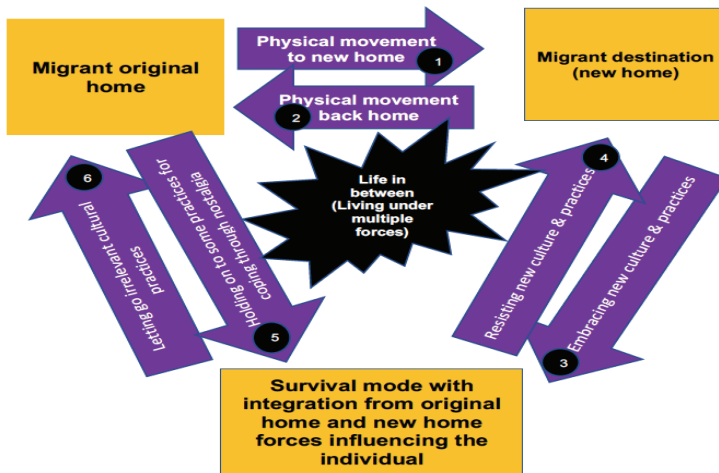 Migrant original
home
Physical movement
to new home
1
Migrant destination
(new home)
Physical movement
2
back home
Life in
between
(Living under
multiple
forces)
6
Letting go irrelevant cultural
practices
Holding on to some practices for
coping through nostalgia
5
4
Resisting new culture & practices
Embracing new culture & practices
3
Survival mode with
integration from original
home and new home
forces influencing the
individual